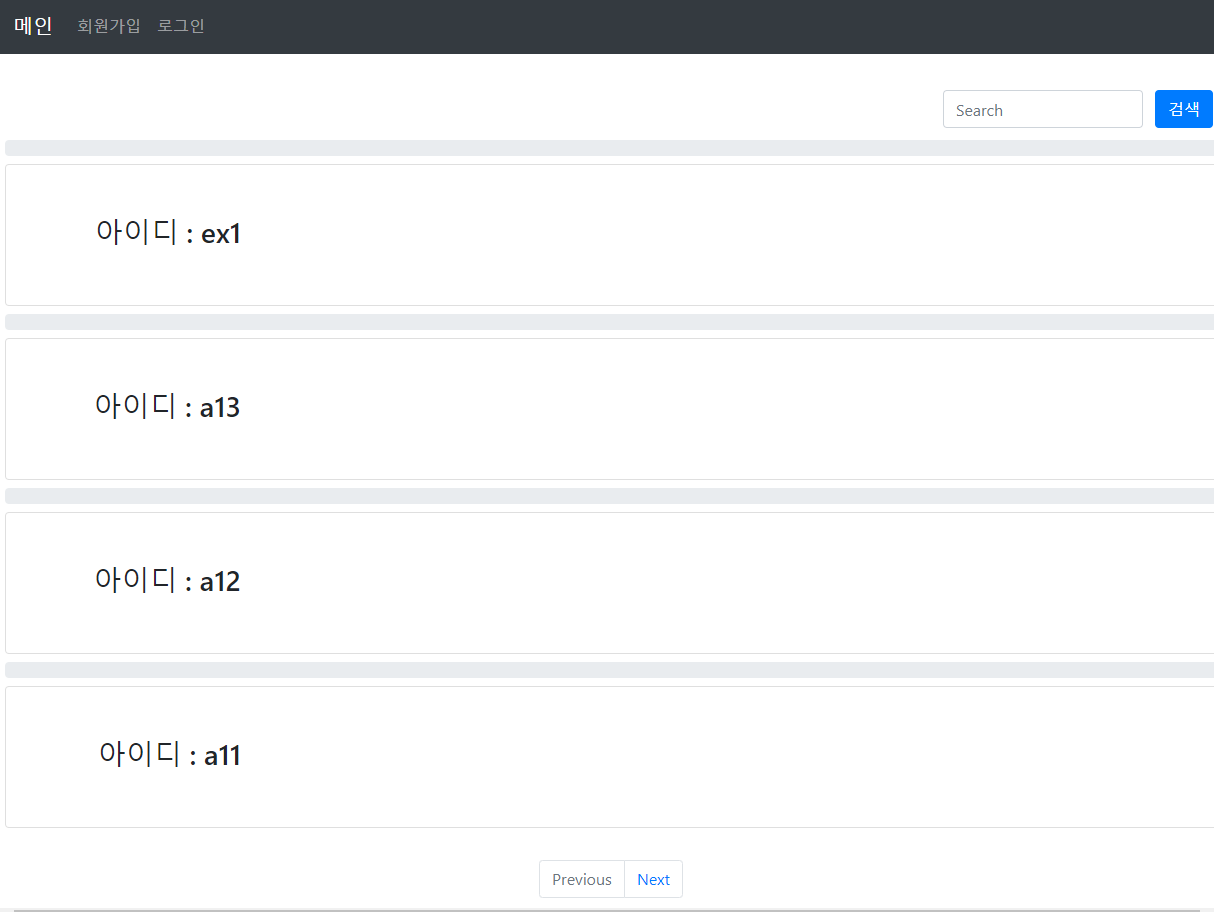 메인 회원가입 로그인
Search 검색
아이디 : ex1
아이디 : a13
아이디 : a12
아이디 : a11
Previous Next